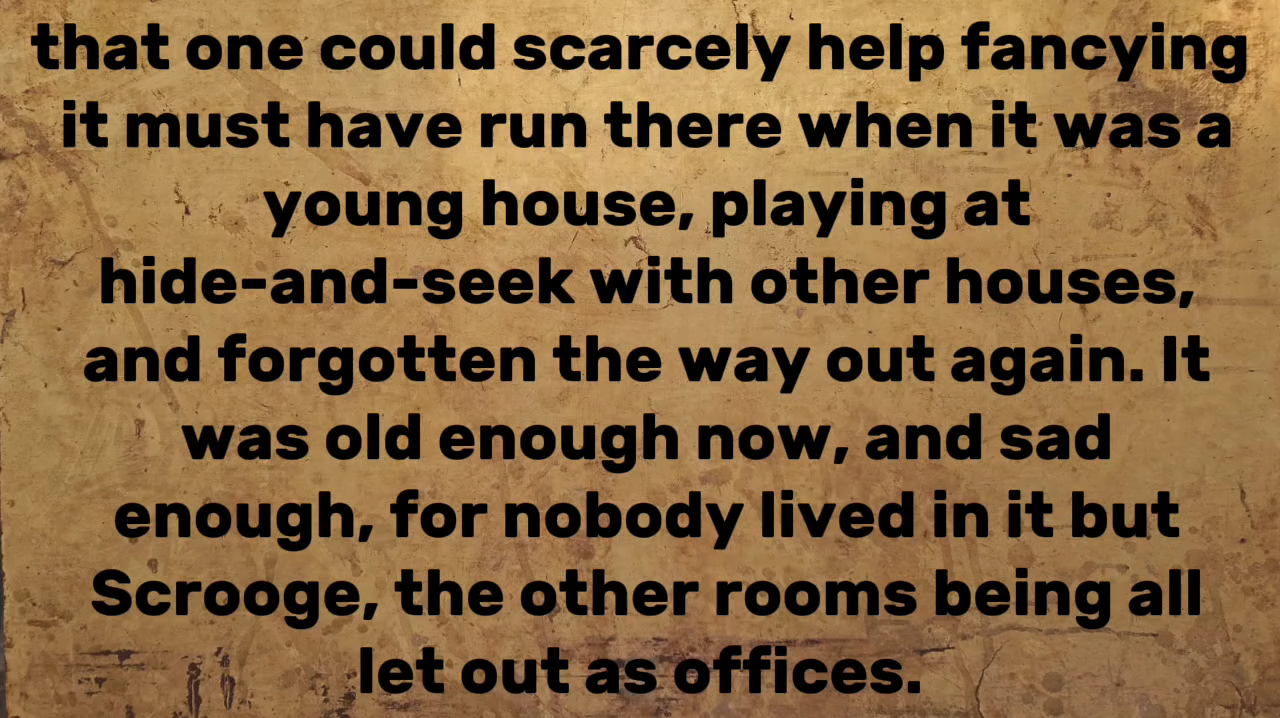 that one could scarcely help fancying
it must have run there when it was a
young house, playing at
hide-and-seek with other houses,
and forgotten the way out again. It
was old enough now, and sad
enough, for nobody lived in it but
Scrooge, the other rooms being all
let out as offices.